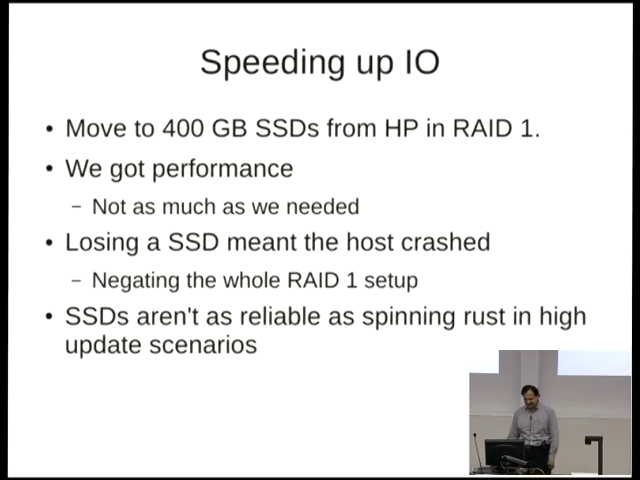 Speeding up IO
• Move to 400 GB SSDs from HP in RAID 1.
• We got performance
– Not as much as we needed
• Losing a SSD meant the host crashed
– Negating the whole RAID 1 setup
• SSDs aren't as reliable as spinning rust in high
update scenarios